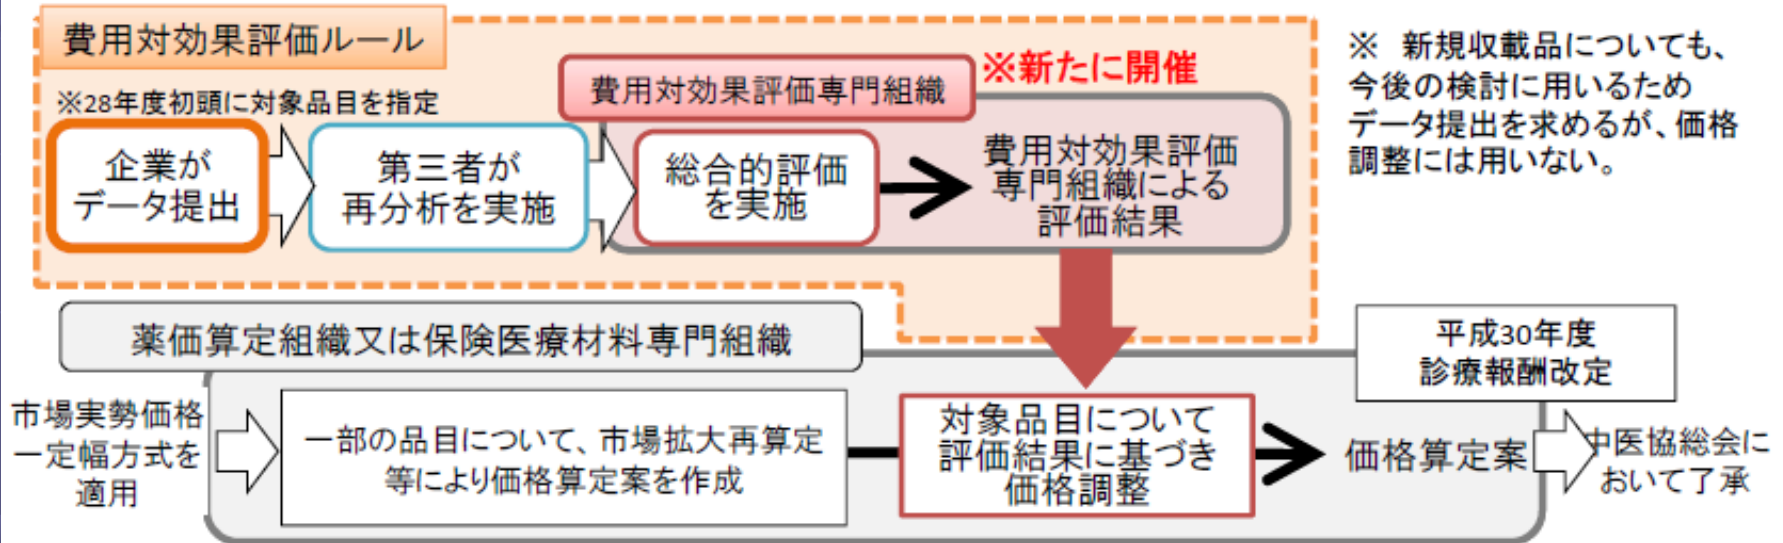 費用対効果評価ルール
※28年度初頭に対象品目を指定
企業が
データ提出
第三者が
再分析を実施
費用対効果評価専門組織
※新たに開催
総合的評価
を実施
費用対効果評価
専門組織による
評価結果
※　新規収載品についても、
今後の検討に用いるため
データ提出を求めるが、価格
調整には用いない。
薬価算定組織又は保険医療材料専門組織
平成30年度
診療報酬改定
市場実勢価格
一定幅方式を
適用
一部の品目について、市場拡大再算定
等により価格算定案を作成
対象品目について
評価結果に基づき
価格調整
価格算定案
中医協総会に
おいて了承